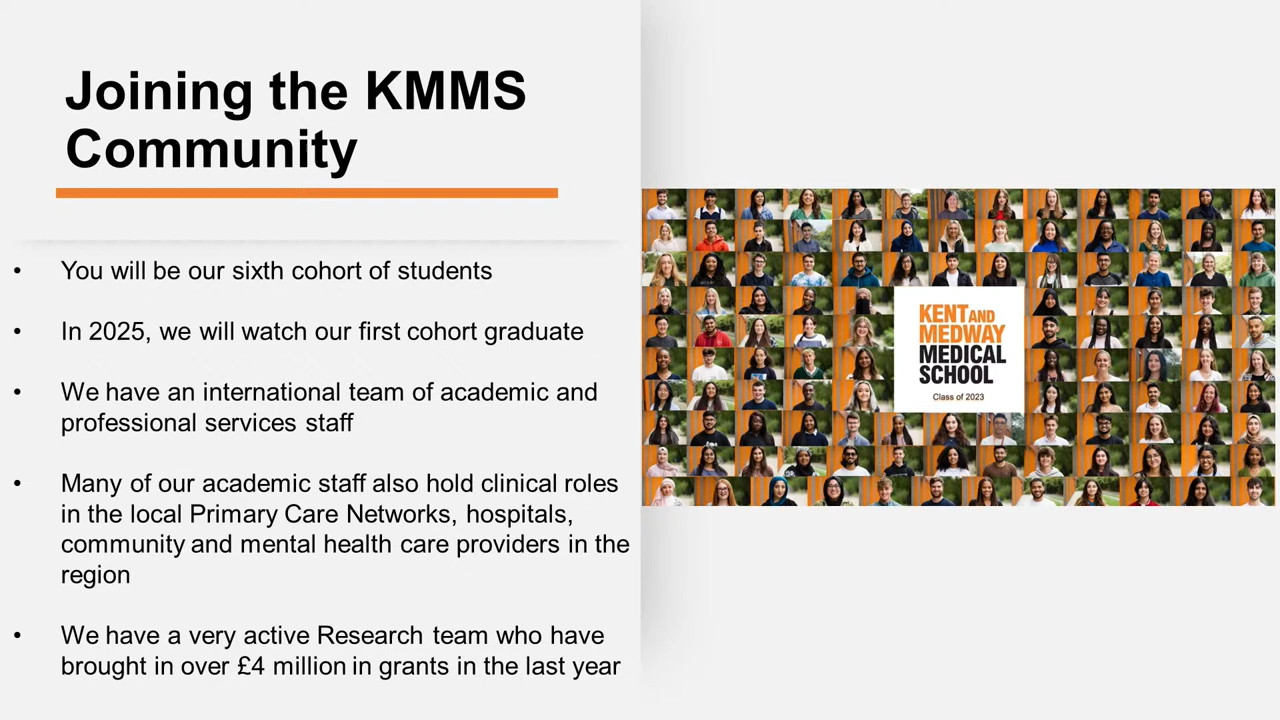 Joining the KMMS
Community
• You will be our sixth cohort of students
• In 2025, we will watch our first cohort graduate
• We have an international team of academic and
professional services staff
• Many of our academic staff also hold clinical roles
in the local Primary Care Networks, hospitals,
community and mental health care providers in the
region
• We have a very active Research team who have
brought in over £4 million in grants in the last year
KENT AND
MEDWAY
MEDICAL
SCHOOL
Class of 2023